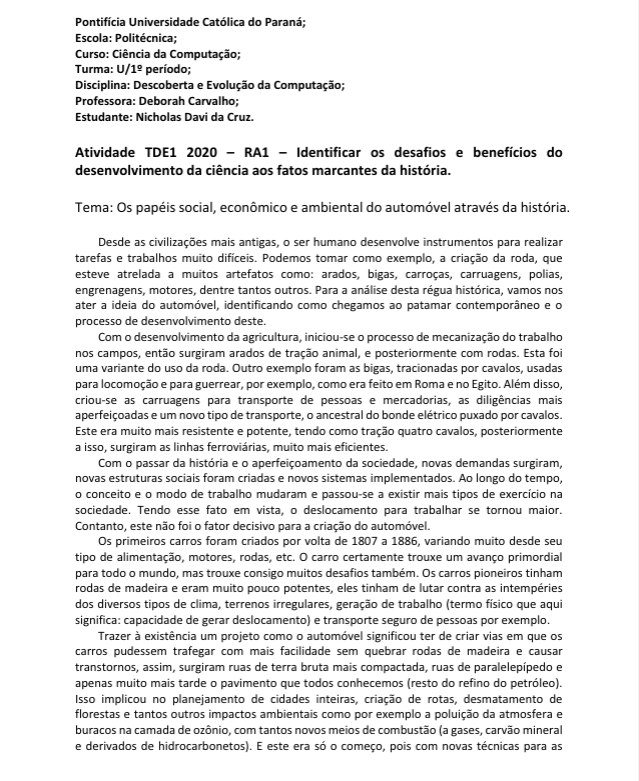 Pontifícia Universidade Católica do Paraná;
Escola: Politécnica;
Curso: Ciência da Computação;
Turma: U/1º período;
Disciplina: Descoberta e Evolução da Computação;
Professora: Deborah Carvalho;
Estudante: Nicholas Davi da Cruz.
Atividade TDE1 2020 – RA1 – Identificar os desafios e benefícios do
desenvolvimento da ciência aos fatos marcantes da história.
Tema: Os papéis social, econômico e ambiental do automóvel através da história.
Desde as civilizações mais antigas, o ser humano desenvolve instrumentos para realizar
tarefas e trabalhos muito difíceis. Podemos tomar como exemplo, a criação da roda, que
esteve atrelada a muitos artefatos como: arados, bigas, carroças, carruagens, polias,
engrenagens, motores, dentre tantos outros. Para a análise desta régua histórica, vamos nos
ater a ideia do automóvel, identificando como chegamos ao patamar contemporâneo e o
processo de desenvolvimento deste.
Com o desenvolvimento da agricultura, iniciou-se o processo de mecanização do trabalho
nos campos, então surgiram arados de tração animal, e posteriormente com rodas. Esta foi
uma variante do uso da roda. Outro exemplo foram as bigas, tracionadas por cavalos, usadas
para locomoção e para guerrear, por exemplo, como era feito em Roma e no Egito. Além disso,
criou-se as carruagens para transporte de pessoas e mercadorias, as diligências mais
aperfeiçoadas e um novo tipo de transporte, o ancestral do bonde elétrico puxado por cavalos.
Este era muito mais resistente e potente, tendo como tração quatro cavalos, posteriormente
a isso, surgiram as linhas ferroviárias, muito mais eficientes.
Com o passar da história e o aperfeiçoamento da sociedade, novas demandas surgiram,
novas estruturas sociais foram criadas e novos sistemas implementados. Ao longo do tempo,
o conceito e o modo de trabalho mudaram e passou-se a existir mais tipos de exercício na
sociedade. Tendo esse fato em vista, o deslocamento para trabalhar se tornou maior.
Contanto, este não foi o fator decisivo para a criação do automóvel.
Os primeiros carros foram criados por volta de 1807 a 1886, variando muito desde seu
tipo de alimentação, motores, rodas, etc. O carro certamente trouxe um avanço primordial
para todo o mundo, mas trouxe consigo muitos desafios também. Os carros pioneiros tinham
rodas de madeira e eram muito pouco potentes, eles tinham de lutar contra as intempéries
dos diversos tipos de clima, terrenos irregulares, geração de trabalho (termo físico que aqui
significa: capacidade de gerar deslocamento) e transporte seguro de pessoas por exemplo.
Trazer à existência um projeto como o automóvel significou ter de criar vias em que os
carros pudessem trafegar com mais facilidade sem quebrar rodas de madeira e causar
transtornos, assim, surgiram ruas de terra bruta mais compactada, ruas de paralelepípedo e
apenas muito mais tarde o pavimento que todos conhecemos (resto do refino do petróleo).
Isso implicou no planejamento de cidades inteiras, criação de rotas, desmatamento de
florestas e tantos outros impactos ambientais como por exemplo a poluição da atmosfera e
buracos na camada de ozônio, com tantos novos meios de combustão (a gases, carvão mineral
e derivados de hidrocarbonetos). E este era só o começo, pois com novas técnicas para as